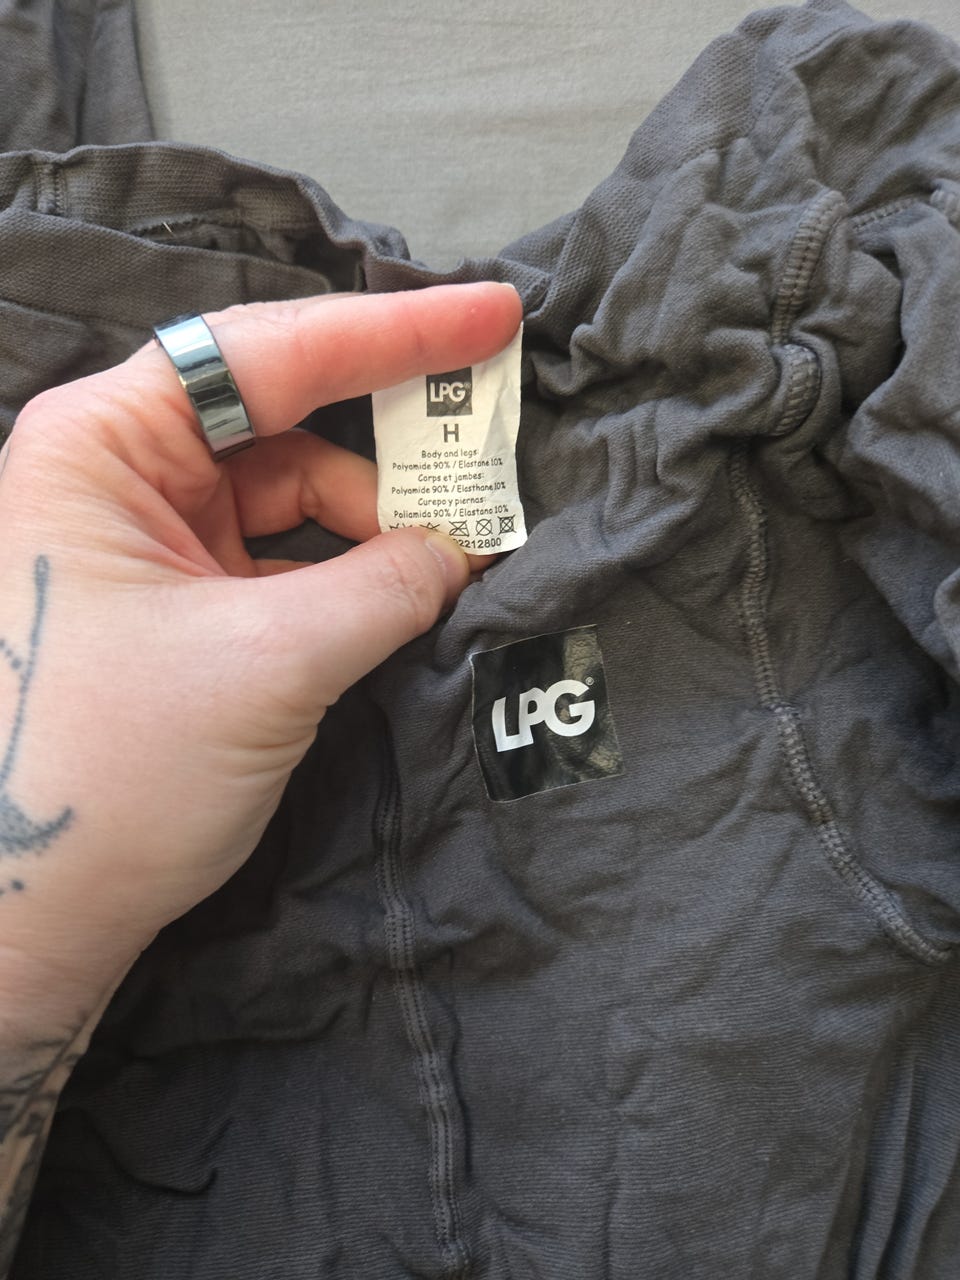 LPG®
H
Body and legs:
Polyamide 90% / Elastane 10%
Corps et jambes:
Polyamide 90% / Elasthane 10%
Curepo y piernas:
Poliamida 90% / Elastano 10%
2212800
LPG®